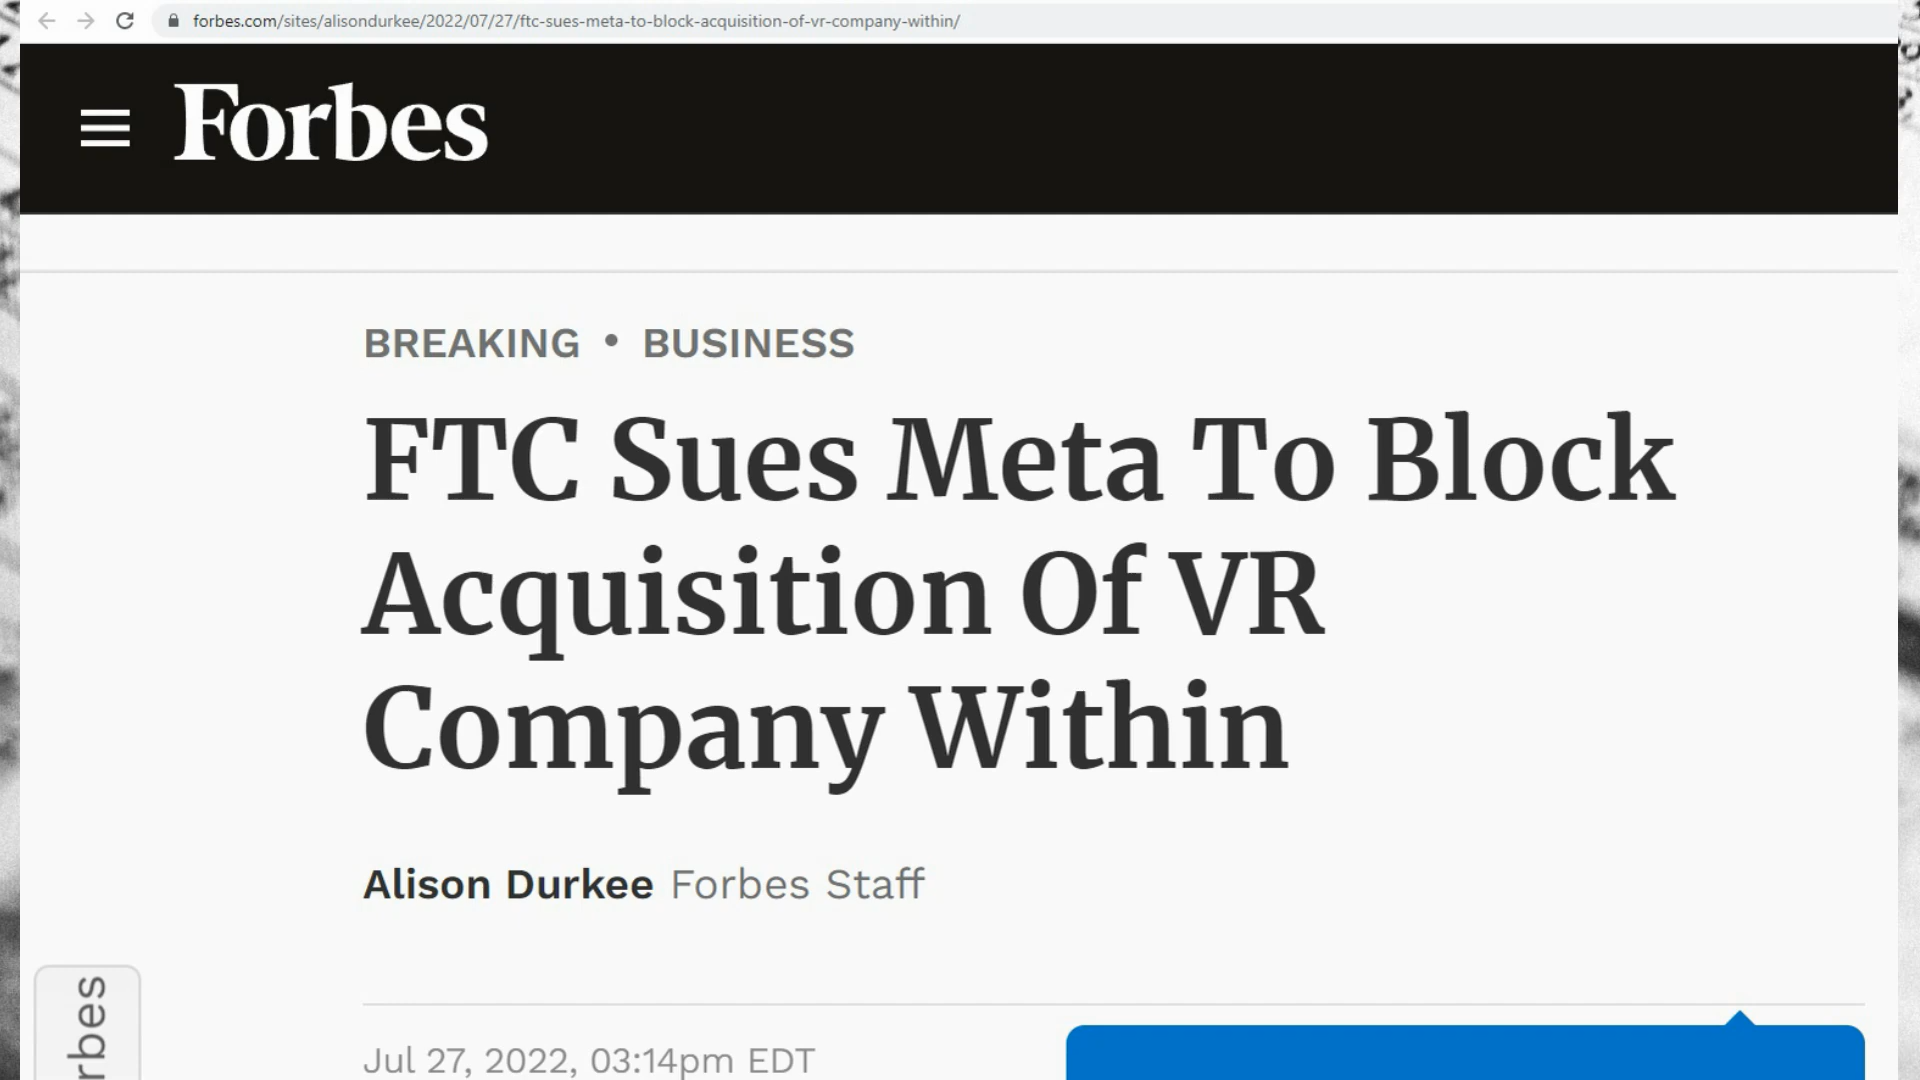 forbes.com/sites/alisondurkee/2022/07/27/ftc-sues-meta-to-block-acquisition-of-vr-company-within/
Forbes
BREAKING • BUSINESS
FTC Sues Meta To Block
Acquisition Of VR
Company Within
Alison Durkee Forbes Staff
rbes
Jul 27, 2022, 03:14pm EDT